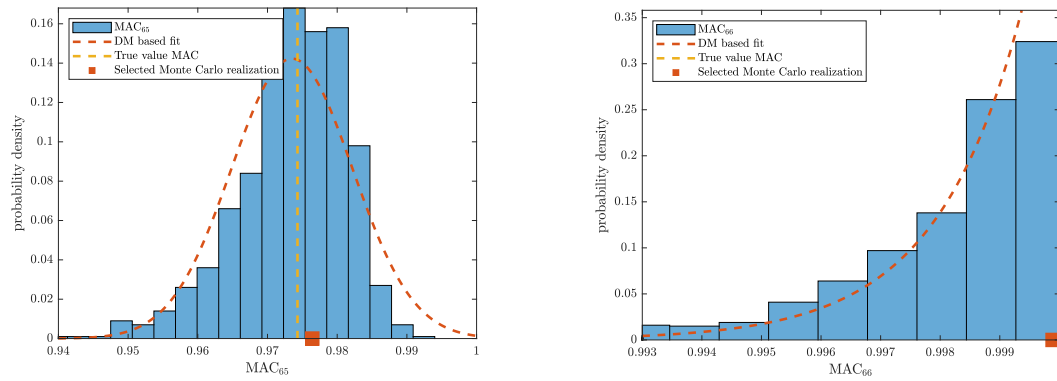 MAC65
DM based fit
True value MAC
Selected Monte Carlo realization
probability density
0.16
0.14
0.12
0.1
0.08
0.06
0.04
0.02
0
0.94 0.95 0.96 0.97 0.98 0.99 1
MAC65
MAC66
DM based fit
True value MAC
Selected Monte Carlo realization
probability density
0.35
0.3
0.25
0.2
0.15
0.1
0.05
0
0.993 0.994 0.995 0.996 0.997 0.998 0.999
MAC66